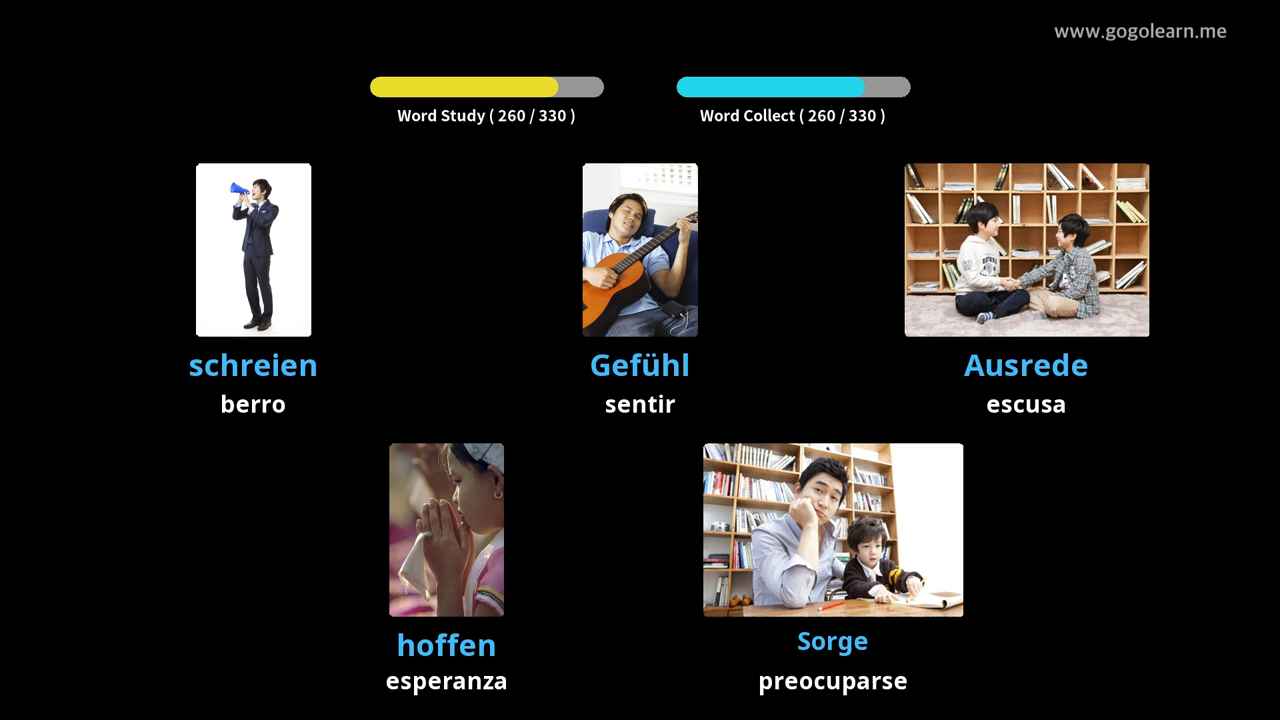 www.gogolearn.me
Word Study ( 260 / 330 )
Word Collect ( 260 / 330 )
schreien
berro
Gefühl
sentir
Ausrede
escusa
hoffen
esperanza
Sorge
preocuparse